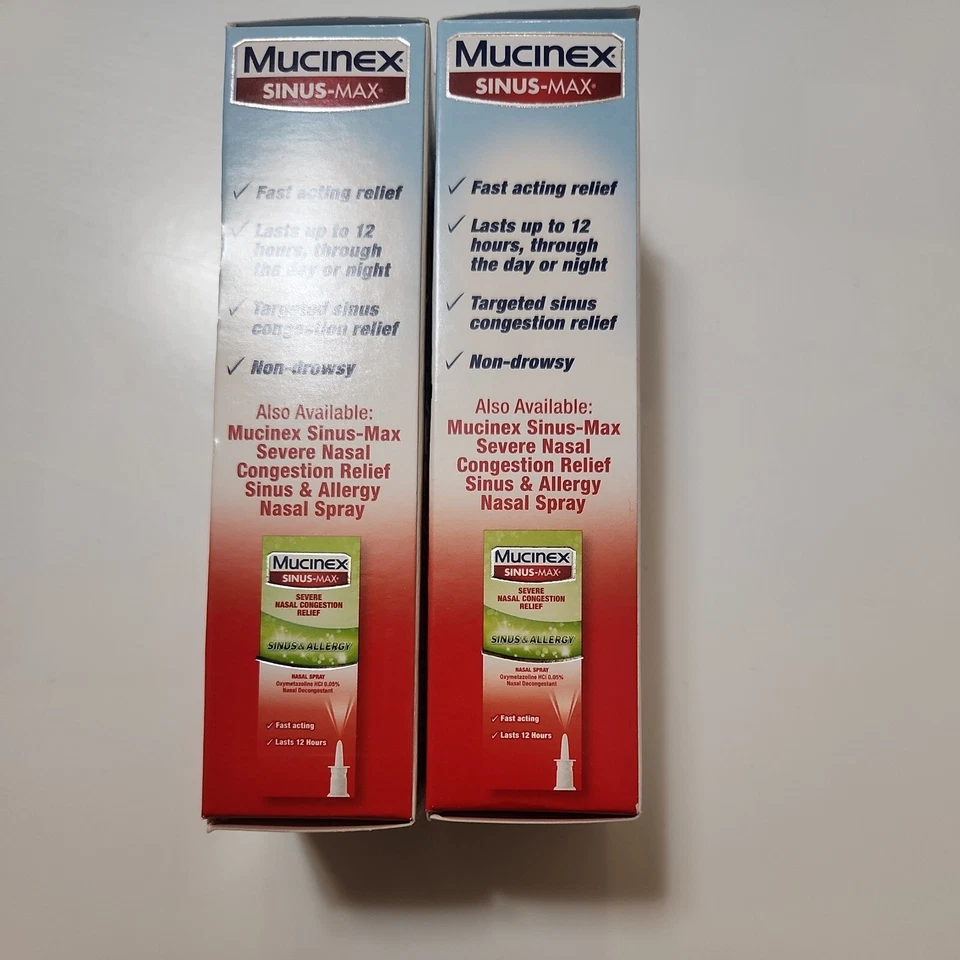 Mucinex®
SINUS-MAX®
✓ Fast acting relief
✓ Lasts up to 12
hours, through
the day or night
✓ Targeted sinus
congestion relief
✓ Non-drowsy
Also Available:
Mucinex Sinus-Max
Severe Nasal
Congestion Relief
Sinus & Allergy
Nasal Spray
Mucinex®
SINUS-MAX®
SEVERE
NASAL CONGESTION
RELIEF
SINUS & ALLERGY
NASAL SPRAY
Oxymetazoline HCl 0.05%
Nasal Decongestant
✓ Fast acting
✓ Lasts 12 Hours
Mucinex®
SINUS-MAX®
✓ Fast acting relief
✓ Lasts up to 12
hours, through
the day or night
✓ Targeted sinus
congestion relief
✓ Non-drowsy
Also Available:
Mucinex Sinus-Max
Severe Nasal
Congestion Relief
Sinus & Allergy
Nasal Spray
Mucinex®
SINUS-MAX®
SEVERE
NASAL CONGESTION
RELIEF
SINUS & ALLERGY
NASAL SPRAY
Oxymetazoline HCl 0.05%
Nasal Decongestant
✓ Fast acting
✓ Lasts 12 Hours